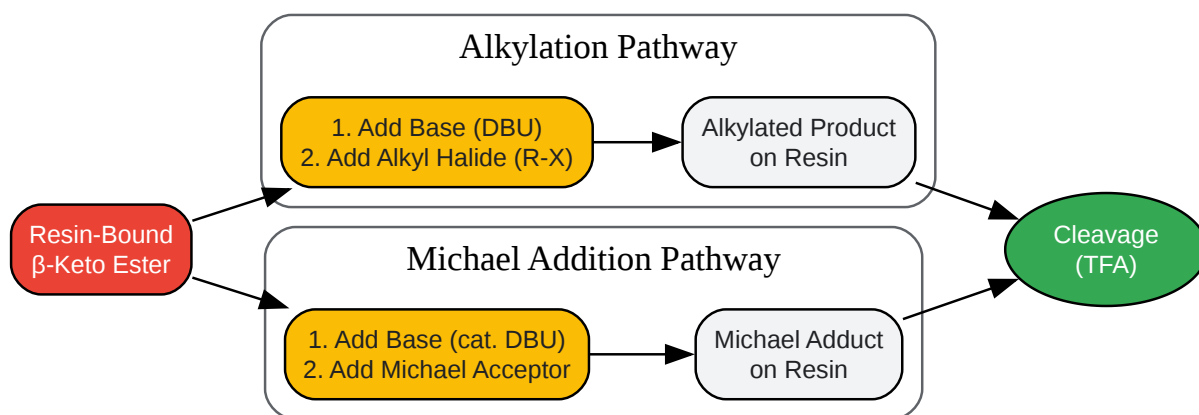 Alkylation Pathway
1. Add Base (DBU)
2. Add Alkyl Halide (R-X)
Alkylated Product
on Resin
Resin-Bound
β-Keto Ester
Cleavage
(TFA)
Michael Addition Pathway
1. Add Base (cat. DBU)
2. Add Michael Acceptor
Michael Adduct
on Resin